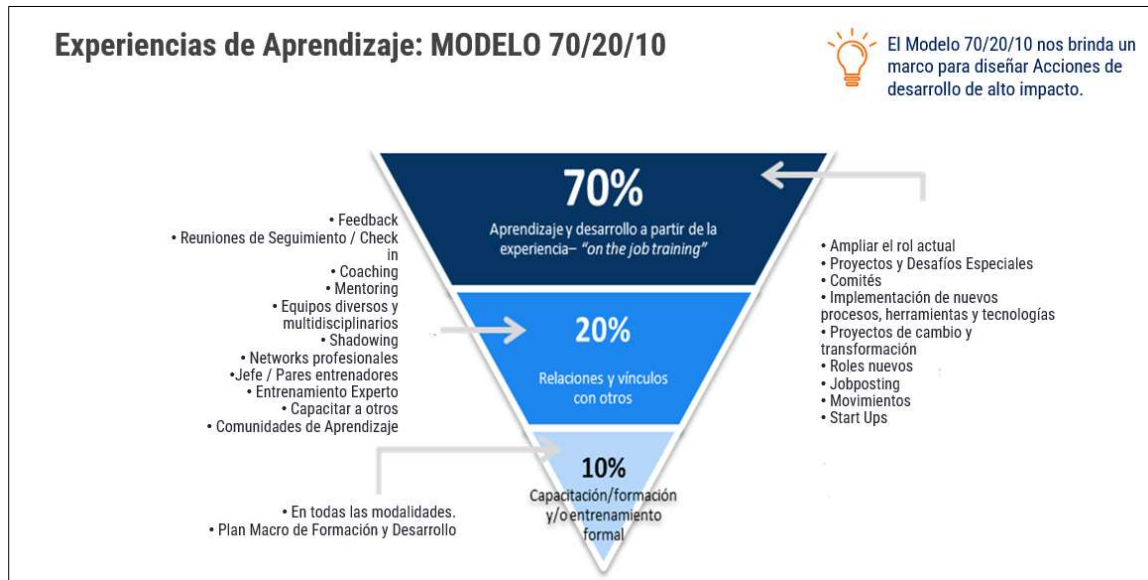 Experiencias de Aprendizaje: MODELO 70/20/10
El Modelo 70/20/10 nos brinda un
marco para diseñar Acciones de
desarrollo de alto impacto.
70%
Aprendizaje y desarrollo a partir de la
experiencia– “on the job training”
• Feedback
• Reuniones de Seguimiento / Check
in
• Coaching
• Mentoring
• Equipos diversos y
multidisciplinarios
• Shadowing
• Networks profesionales
•Jefe / Pares entrenadores
• Entrenamiento Experto
• Capacitar a otros
• Comunidades de Aprendizaje
• Ampliar el rol actual
• Proyectos y Desafíos Especiales
• Comités
• Implementación de nuevos
procesos, herramientas y tecnologías
• Proyectos de cambio y
transformación
• Roles nuevos
• Jobposting
• Movimientos
• Start Ups
20%
Relaciones y vínculos
con otros
10%
Capacitación/formación
y/o entrenamiento
formal
• En todas las modalidades.
• Plan Macro de Formación y Desarrollo